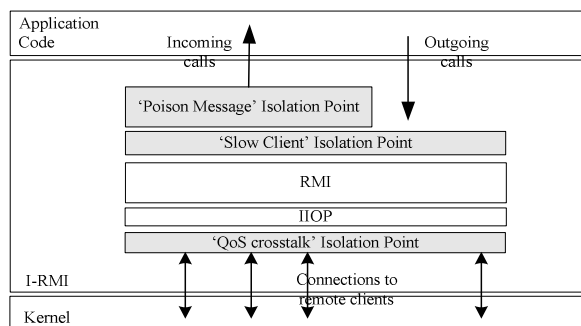 Application
Code
Incoming
calls
Outgoing
calls
‘Poison Message’ Isolation Point
‘Slow Client’ Isolation Point
RMI
IIOP
‘QoS crosstalk’ Isolation Point
Connections to
remote clients
I-RMI
Kernel